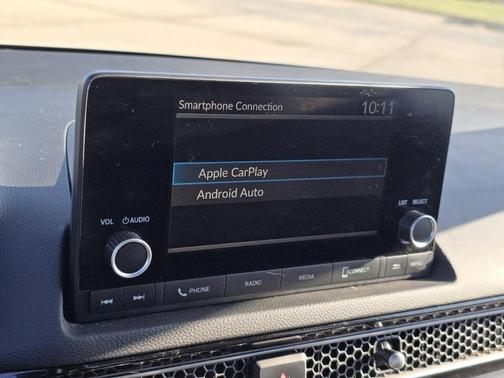 Smartphone Connection
10:11
Apple CarPlay
Android Auto
VOL AUDIO
LIST SELECT
PHONE RADIO MEDIA CONNECT MENU